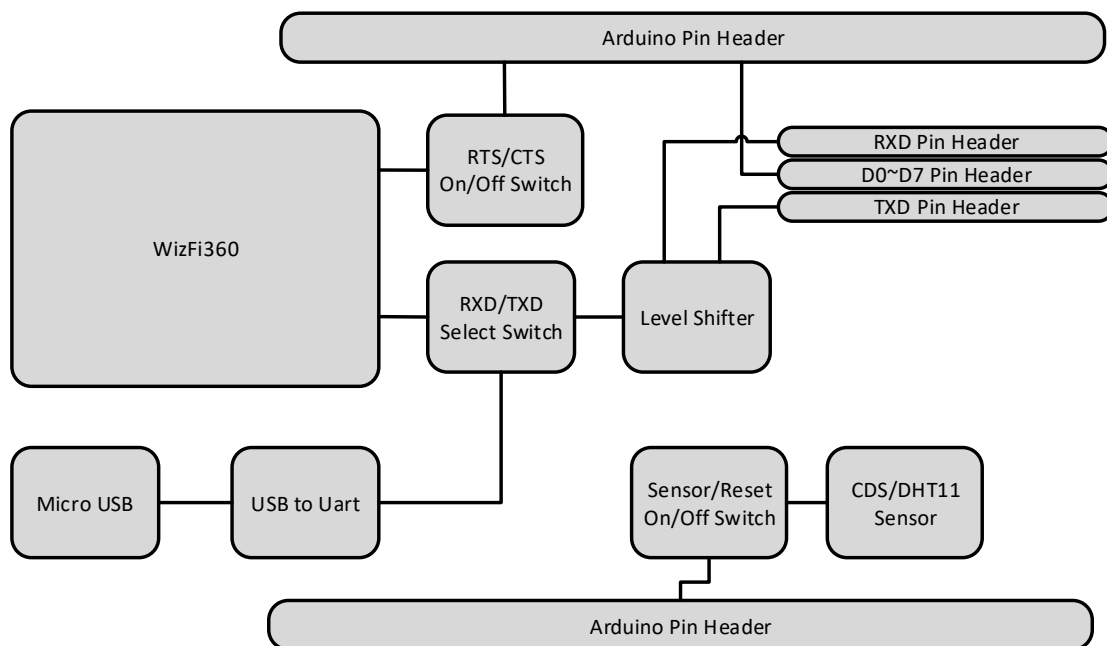 Arduino Pin Header
RTS/CTS
On/Off Switch
RXD Pin Header
D0~D7 Pin Header
TXD Pin Header
WizFi360
RXD/TXD
Select Switch
Level Shifter
Micro USB
USB to Uart
Sensor/Reset
On/Off Switch
CDS/DHT11
Sensor
Arduino Pin Header